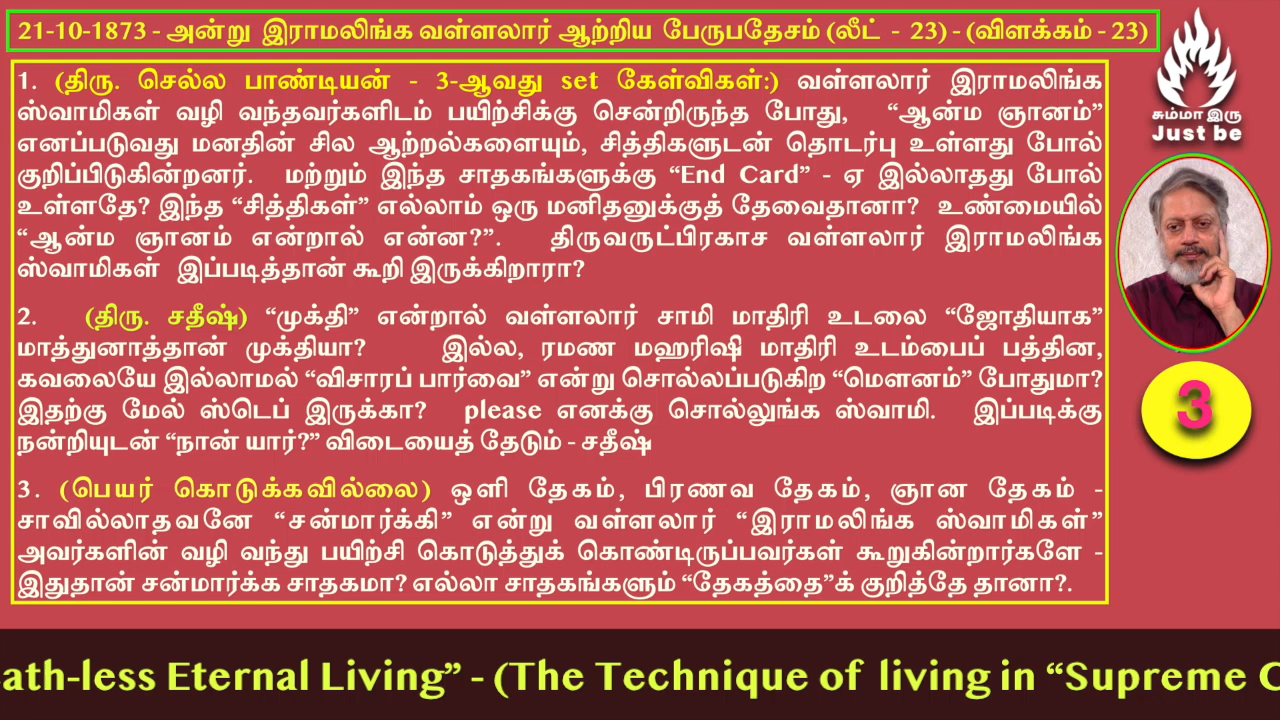 21-10-1873 - அன்று இராமலிங்க வள்ளலார் ஆற்றிய பேருபதேசம் (லீட் - 23) - (விளக்கம் - 23)
1. (திரு. செல்ல பாண்டியன் - 3-ஆவது set கேள்விகள்:) வள்ளலார் இராமலிங்க
ஸ்வாமிகள் வழி வந்தவர்களிடம் பயிற்சிக்கு சென்றிருந்த போது, “ஆன்ம ஞானம்”
எனப்படுவது மனதின் சில ஆற்றல்களையும், சித்திகளுடன் தொடர்பு உள்ளது போல்
குறிப்பிடுகின்றனர். மற்றும் இந்த சாதகங்களுக்கு “End Card” - ஏ இல்லாதது போல்
உள்ளதே? இந்த “சித்திகள்” எல்லாம் ஒரு மனிதனுக்குத் தேவைதானா? உண்மையில்
“ஆன்ம ஞானம் என்றால் என்ன?”. திருவருட்பிரகாச வள்ளலார் இராமலிங்க
ஸ்வாமிகள் இப்படித்தான் கூறி இருக்கிறாரா?
2. (திரு. சதீஷ்) “முக்தி” என்றால் வள்ளலார் சாமி மாதிரி உடலை “ஜோதியாக”
மாத்துனாத்தான் முக்தியா? இல்ல, ரமண மஹரிஷி மாதிரி உடம்பைப் பத்தின,
கவலையே இல்லாமல் “விசாரப் பார்வை” என்று சொல்லப்படுகிற “மௌனம்” போதுமா?
இதற்கு மேல் ஸ்டெப் இருக்கா? please எனக்கு சொல்லுங்க ஸ்வாமி. இப்படிக்கு
நன்றியுடன் “நான் யார்?” விடையைத் தேடும் - சதீஷ்
3. (பெயர் கொடுக்கவில்லை) ஒளி தேகம், பிரணவ தேகம், ஞான தேகம் -
சாவில்லாதவனே “சன்மார்க்கி” என்று வள்ளலார் “இராமலிங்க ஸ்வாமிகள்”
அவர்களின் வழி வந்து பயிற்சி கொடுத்துக் கொண்டிருப்பவர்கள் கூறுகின்றார்களே -
இதுதான் சன்மார்க்க சாதகமா? எல்லா சாதகங்களும் “தேகத்தை”க் குறித்தே தானா?.
சும்மா இரு
Just be
3
ath-less Eternal Living” - (The Technique of living in “Supreme C